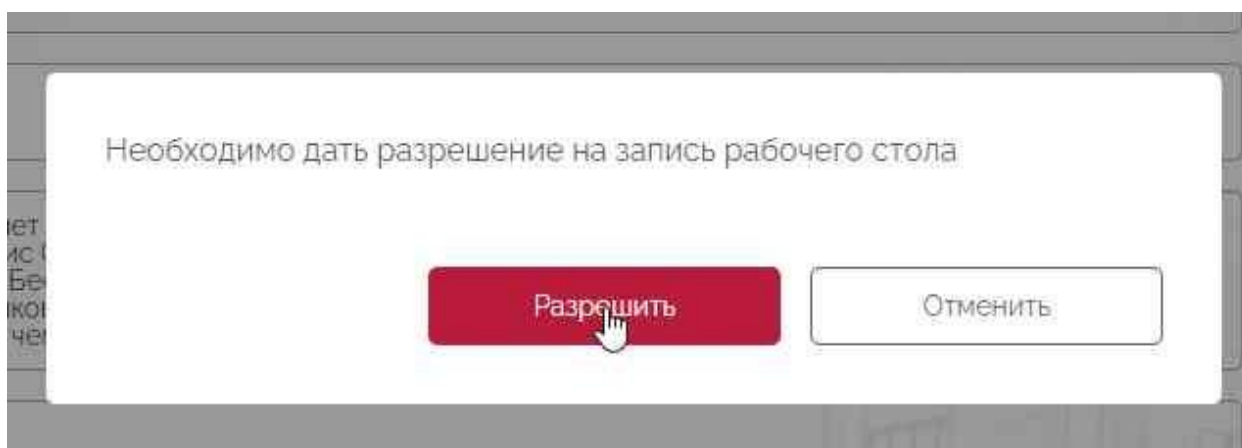 Необходимо дать разрешение на запись рабочего стола
Разрешить
Отменить